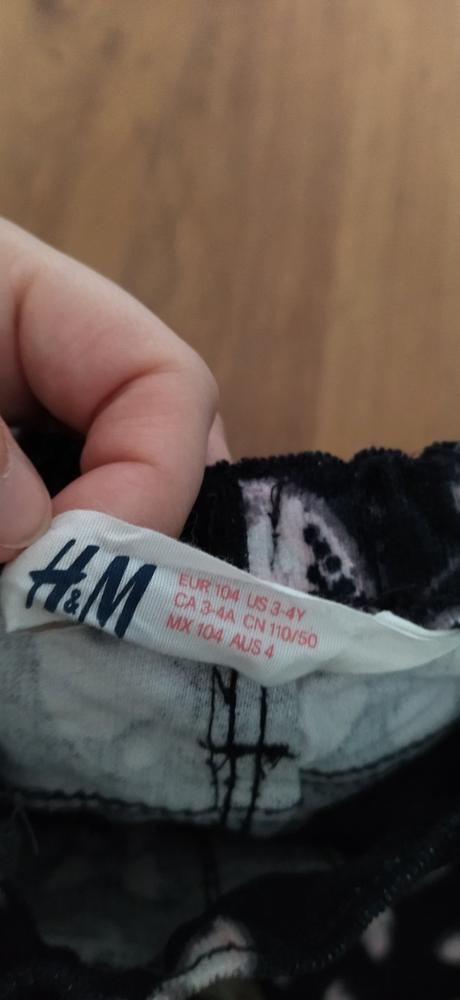 H&M
EUR 104 US 3-4Y
CA 3-4A CN 110/50
MX 104 AUS 4